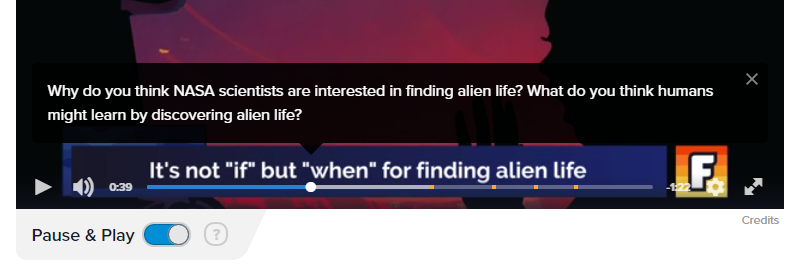 Why do you think NASA scientists are interested in finding alien life? What do you think humans
might learn by discovering alien life?
It's not "if" but "when" for finding alien life
F
0:39
-1:22
Credits
Pause & Play
?